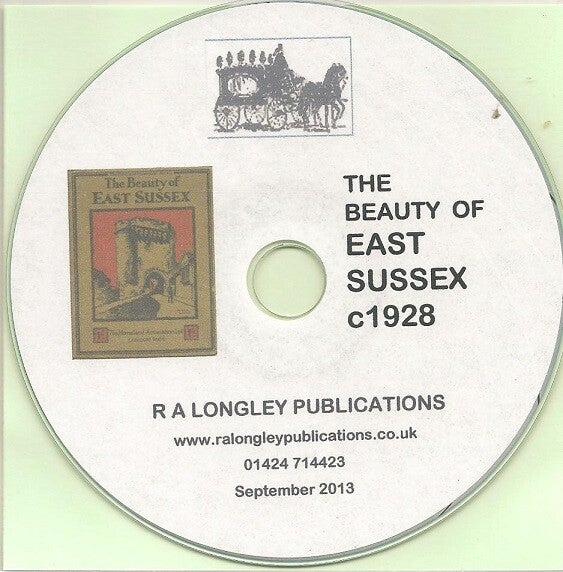 The Beauty of
EAST SUSSEX
THE
BEAUTY OF
EAST
SUSSEX
c1928
R A LONGLEY PUBLICATIONS
www.ralongleypublications.co.uk
01424 714423
September 2013